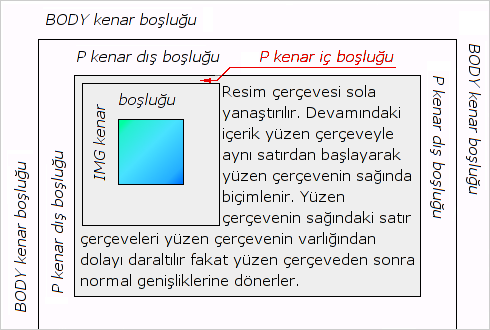 BODY kenar boşluğu
P kenar dış boşluğu
P kenar iç boşluğu
BODY kenar boşluğu
P kenar dış boşluğu
IMG kenar
boşluğu
Resim çerçevesi sola
yanaştırılır. Devamındaki
içerik yüzen çerçeveyle
aynı satırdan başlayarak
yüzen çerçevenin sağında
biçimlenir. Yüzen
çerçevenin sağındaki satır
çerçeveleri yüzen çerçevenin varlığından
dolayı daraltılır fakat yüzen çerçeveden sonra
normal genişliklerine dönerler.
P kenar dış boşluğu
BODY kenar boşluğu